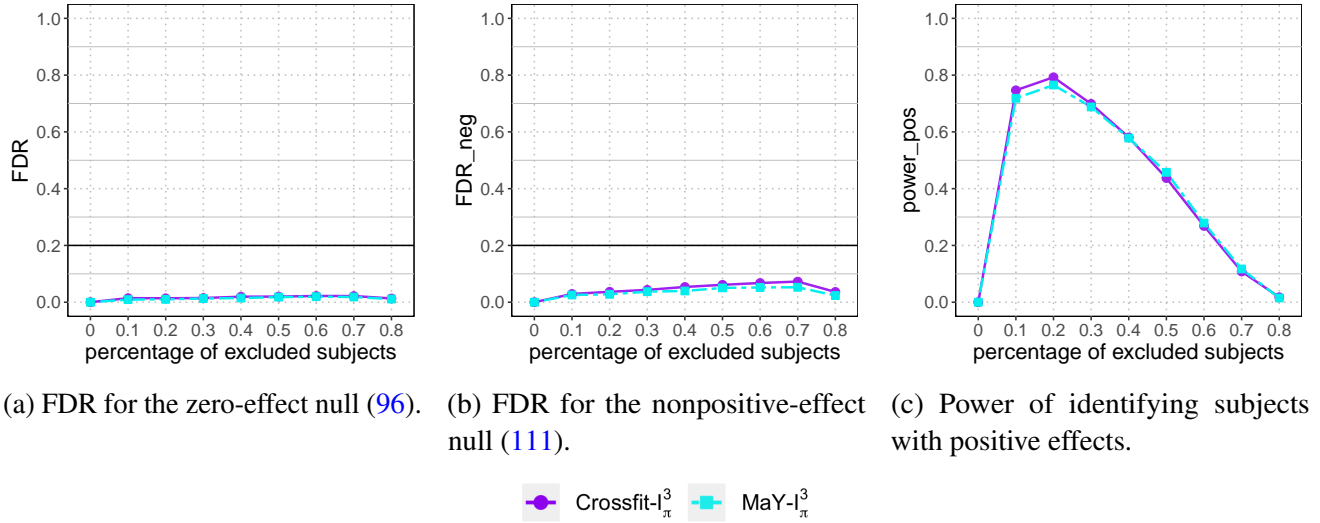 1.0
0.8
0.6
0.4
0.2
0.0
FDR
0 0.1 0.2 0.3 0.4 0.5 0.6 0.7 0.8
percentage of excluded subjects
1.0
0.8
0.6
0.4
0.2
0.0
FDR_neg
0 0.1 0.2 0.3 0.4 0.5 0.6 0.7 0.8
percentage of excluded subjects
1.0
0.8
0.6
0.4
0.2
0.0
power_pos
0 0.1 0.2 0.3 0.4 0.5 0.6 0.7 0.8
percentage of excluded subjects
(a) FDR for the zero-effect null (96).
(b) FDR for the nonpositive-effect
null (111).
(c) Power of identifying subjects
with positive effects.
Crossfit-I³π MaY-I³π